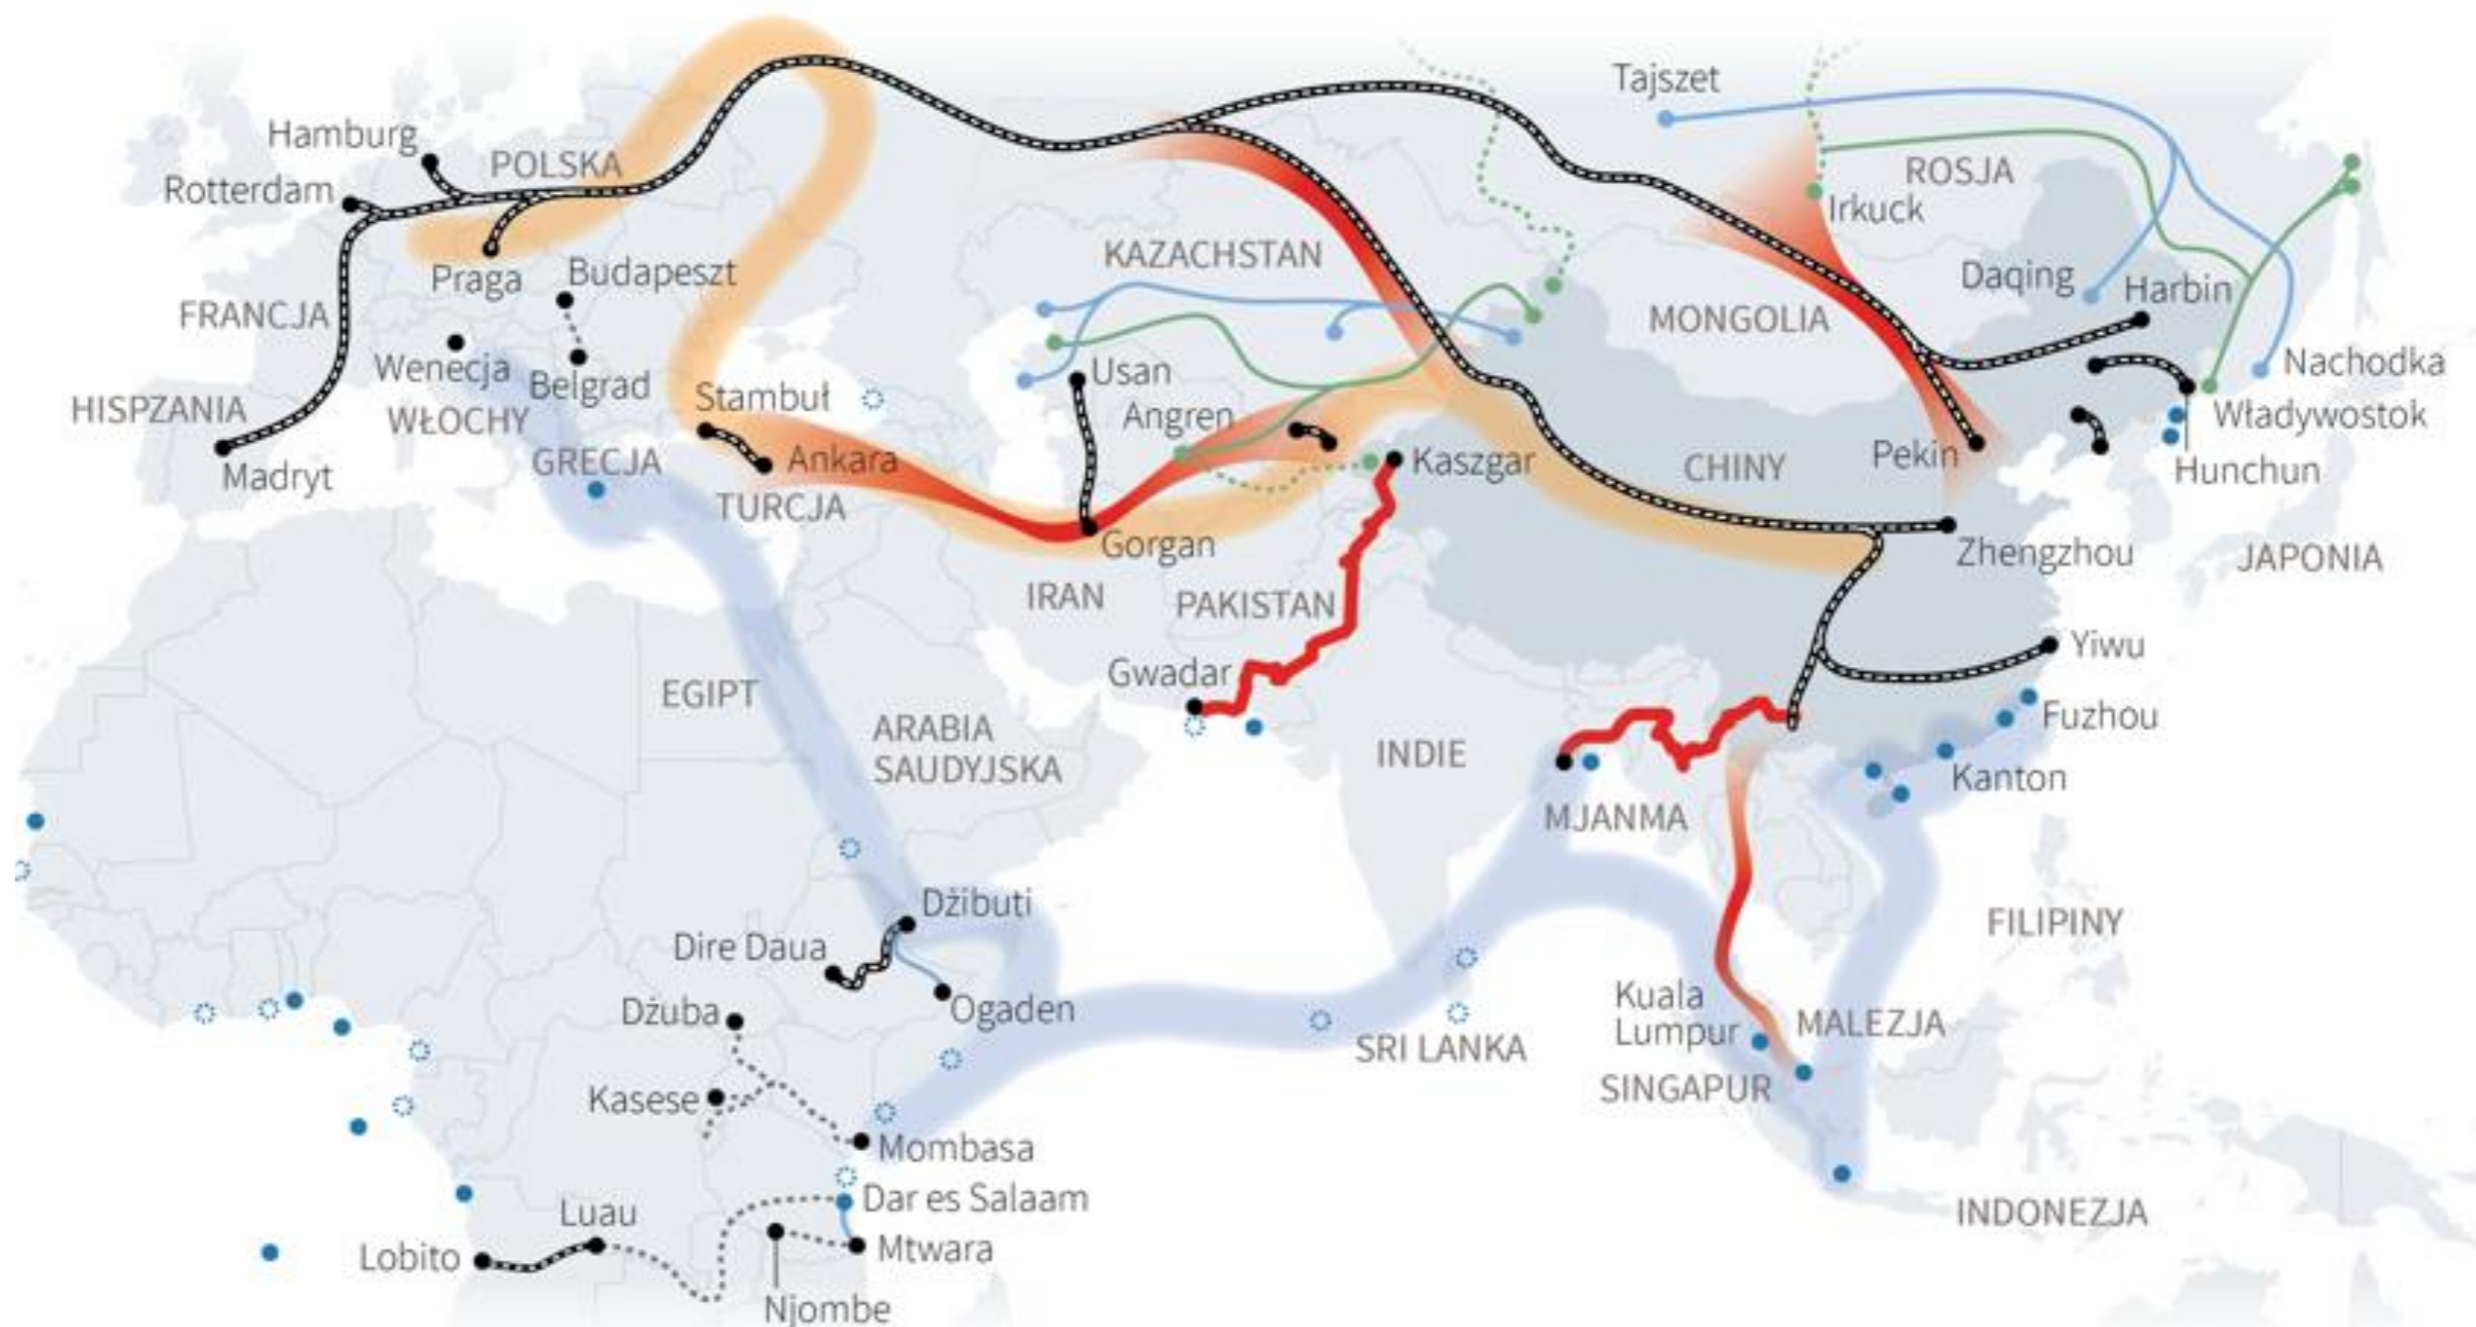 Tajszet
Hamburg
POLSKA
ROSJA
Rotterdam
Irkuck
KAZACHSTAN
Praga
Budapeszt
Daqing
Harbin
FRANCJA
MONGOLIA
Wenecja
Belgrad
Usan
Nachodka
HISPZANIA
WŁOCHY
Stambuł
Angren
Władywostok
Madryt
GRECJA
Ankara
Kaszgar
CHINY
Pekin
Hunchun
TURCJA
Gorgan
Zhengzhou
JAPONIA
IRAN
PAKISTAN
Yiwu
Gwadar
EGIPT
Fuzhou
ARABIA
SAUDYJSKA
INDIE
Kanton
MJANMA
Dżibuti
FILIPINY
Dire Daua
Ogaden
Dżuba
Kuala
Lumpur
MALEZJA
SRI LANKA
SINGAPUR
Kasese
Mombasa
Dar es Salaam
Luau
INDONEZJA
Lobito
Mtwara
Njombe